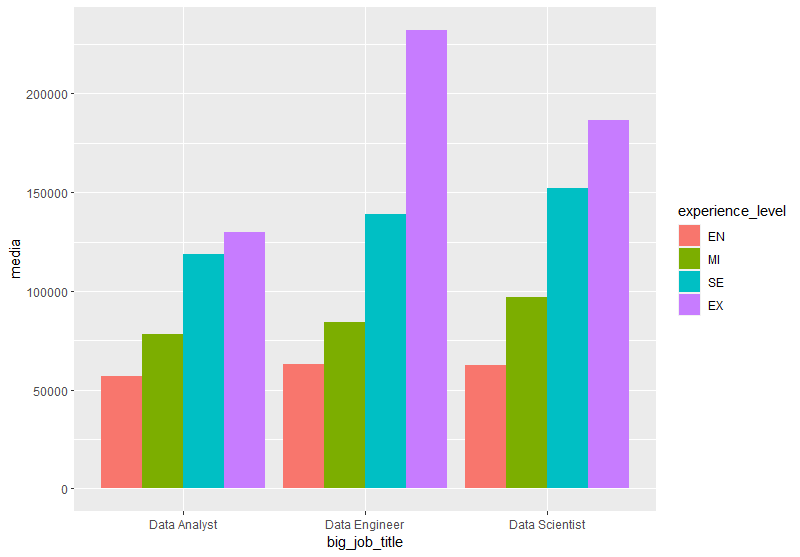 200000
150000
100000
50000
0
media
Data Analyst
Data Engineer
Data Scientist
big_job_title
experience_level
EN
MI
SE
EX